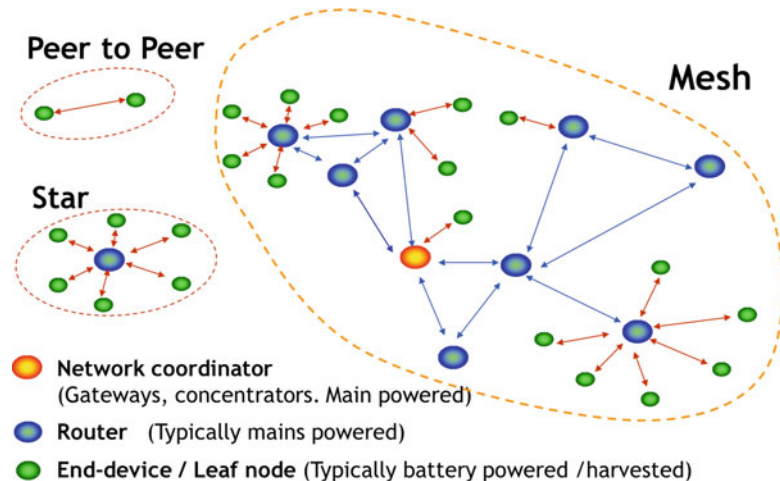 Peer to Peer
Mesh
Star
Network coordinator
(Gateways, concentrators. Main powered)
Router (Typically mains powered)
End-device / Leaf node (Typically battery powered /harvested)